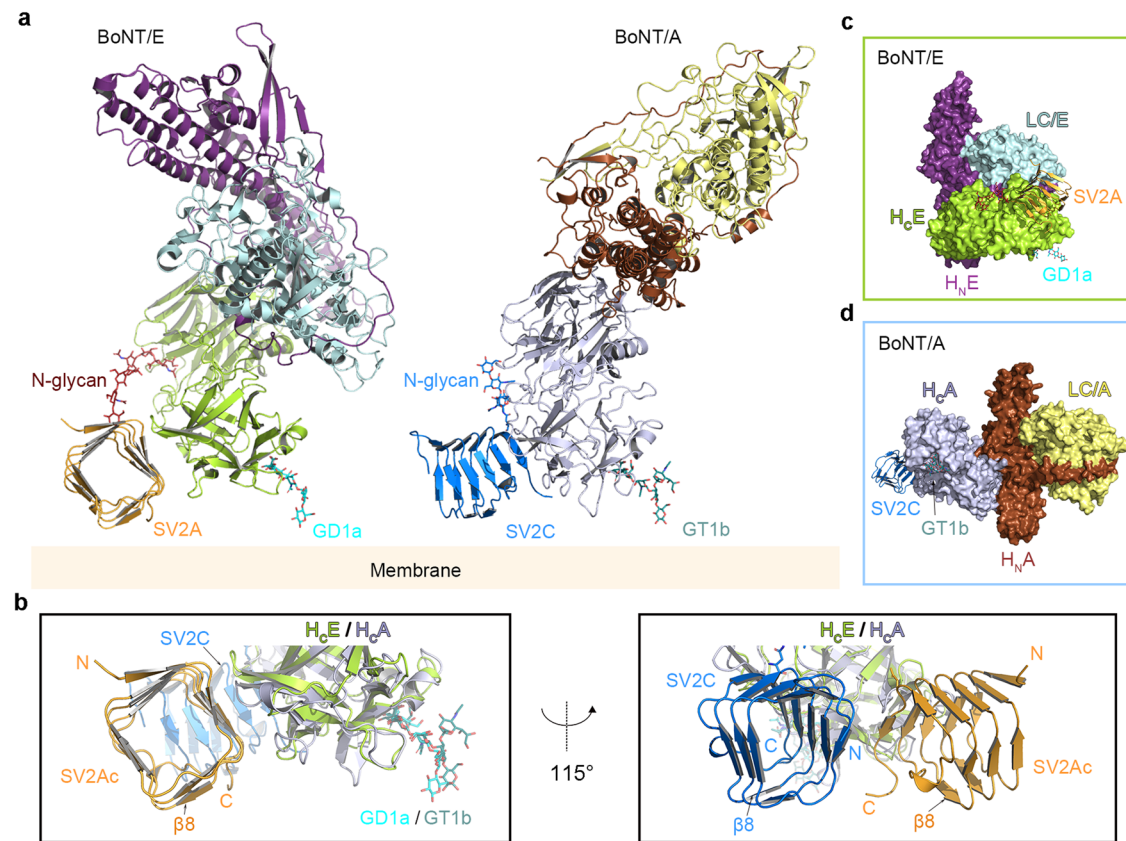 a
BoNT/E
BoNT/A
N-glycan
N-glycan
SV2A
GD1a
SV2C
GT1b
Membrane
b
SV2C
HCE / HCA
N
SV2Ac
C
β8
GD1a / GT1b
115°
HCE / HCA
SV2C
N
C
N
SV2Ac
C
β8
β8
c
BoNT/E
LC/E
SV2A
HCE
GD1a
HNE
d
BoNT/A
HCA
LC/A
SV2C
GT1b
HNA